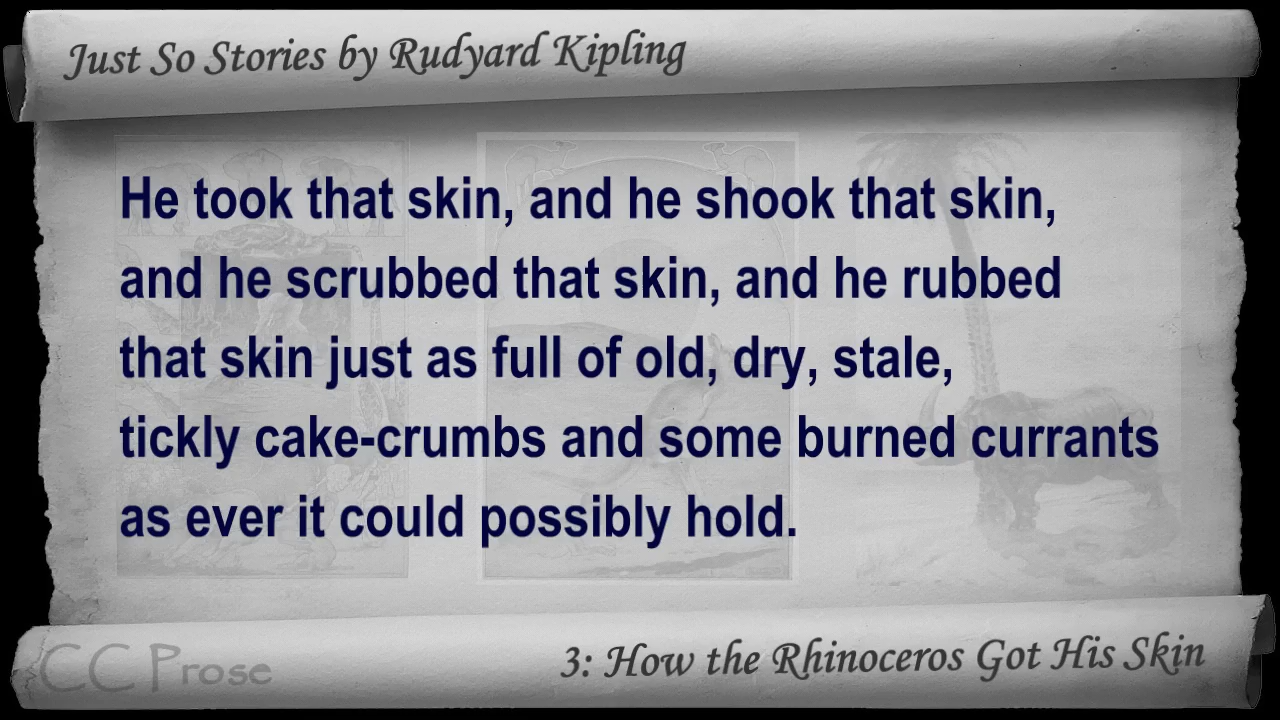 Just So Stories by Rudyard Kipling
He took that skin, and he shook that skin,
and he scrubbed that skin, and he rubbed
that skin just as full of old, dry, stale,
tickly cake-crumbs and some burned currants
as ever it could possibly hold.
CC Prose
3: How the Rhinoceros Got His Skin